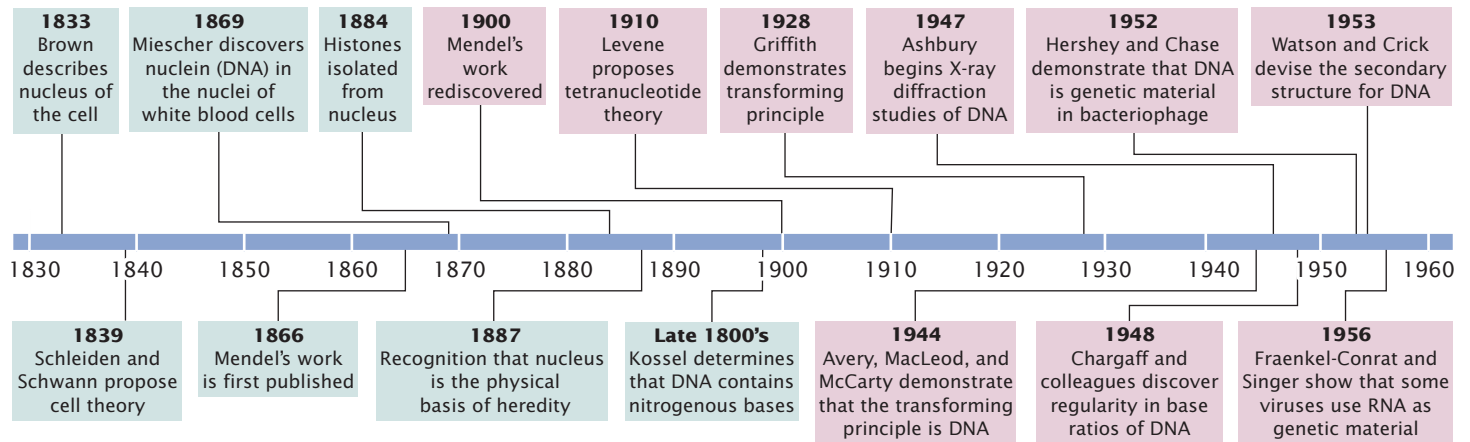 1833
Brown
describes
nucleus of
the cell
1869
Miescher discovers
nuclein (DNA) in
the nuclei of
white blood cells
1884
Histones
isolated
from
nucleus
1900
Mendel's
work
rediscovered
1910
Levene
proposes
tetranucleotide
theory
1928
Griffith
demonstrates
transforming
principle
1947
Ashbury
begins X-ray
diffraction
studies of DNA
1952
Hershey and Chase
demonstrate that DNA
is genetic material
in bacteriophage
1953
Watson and Crick
devise the secondary
structure for DNA
1830 1840 1850 1860 1870 1880 1890 1900 1910 1920 1930 1940 1950 1960
1839
Schleiden and
Schwann propose
cell theory
1866
Mendel's work
is first published
1887
Recognition that nucleus
is the physical
basis of heredity
Late 1800's
Kossel determines
that DNA contains
nitrogenous bases
1944
Avery, MacLeod, and
McCarty demonstrate
that the transforming
principle is DNA
1948
Chargaff and
colleagues discover
regularity in base
ratios of DNA
1956
Fraenkel-Conrat and
Singer show that some
viruses use RNA as
genetic material